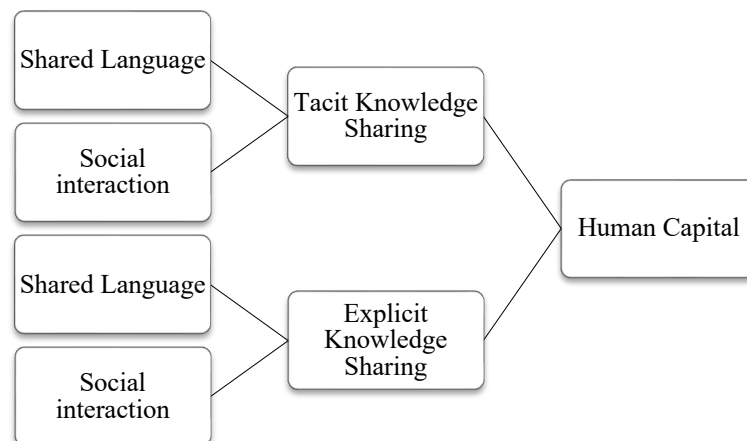 Shared Language
Social
interaction
Shared Language
Social
interaction
Tacit Knowledge
Sharing
Explicit
Knowledge
Sharing
Human Capital